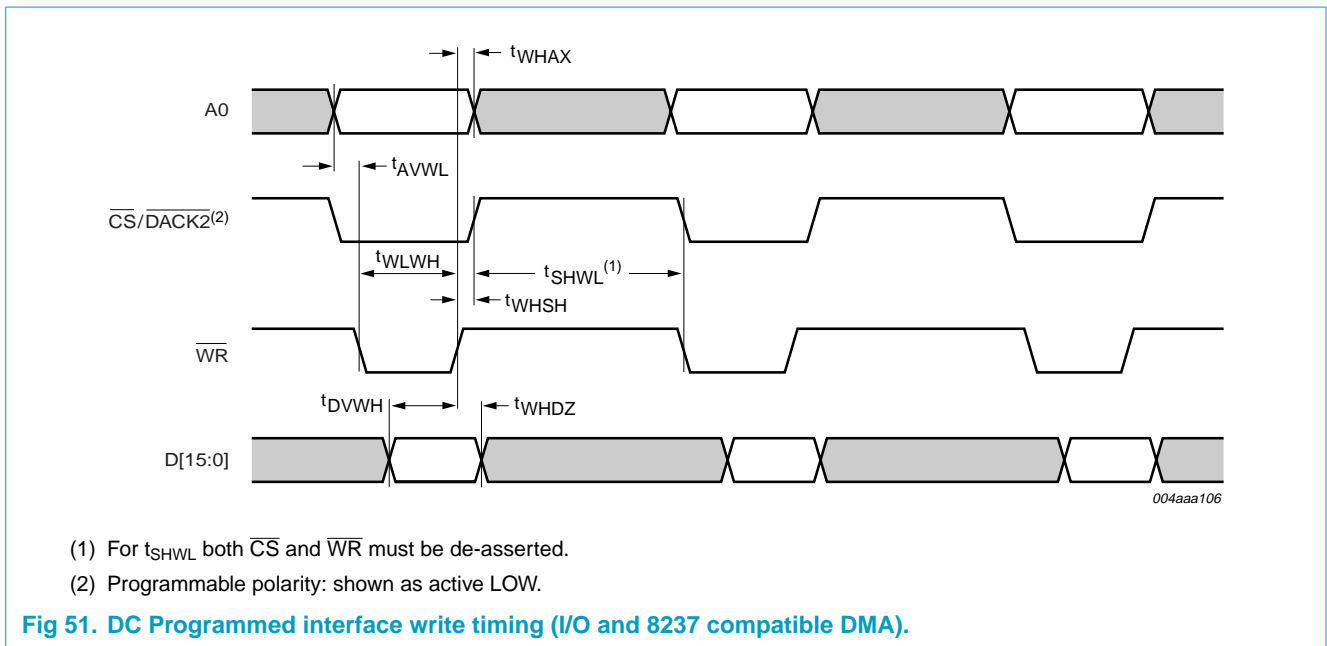 tWHAX
A0
tAVWL
CS/DACK2(2)
tWLWH
tSHWL(1)
tWHSH
WR
tDVWH
tWHDZ
D[15:0]
004aaa106
(1) For tSHWL both CS and WR must be de-asserted.
(2) Programmable polarity: shown as active LOW.
Fig 51. DC Programmed interface write timing (I/O and 8237 compatible DMA).